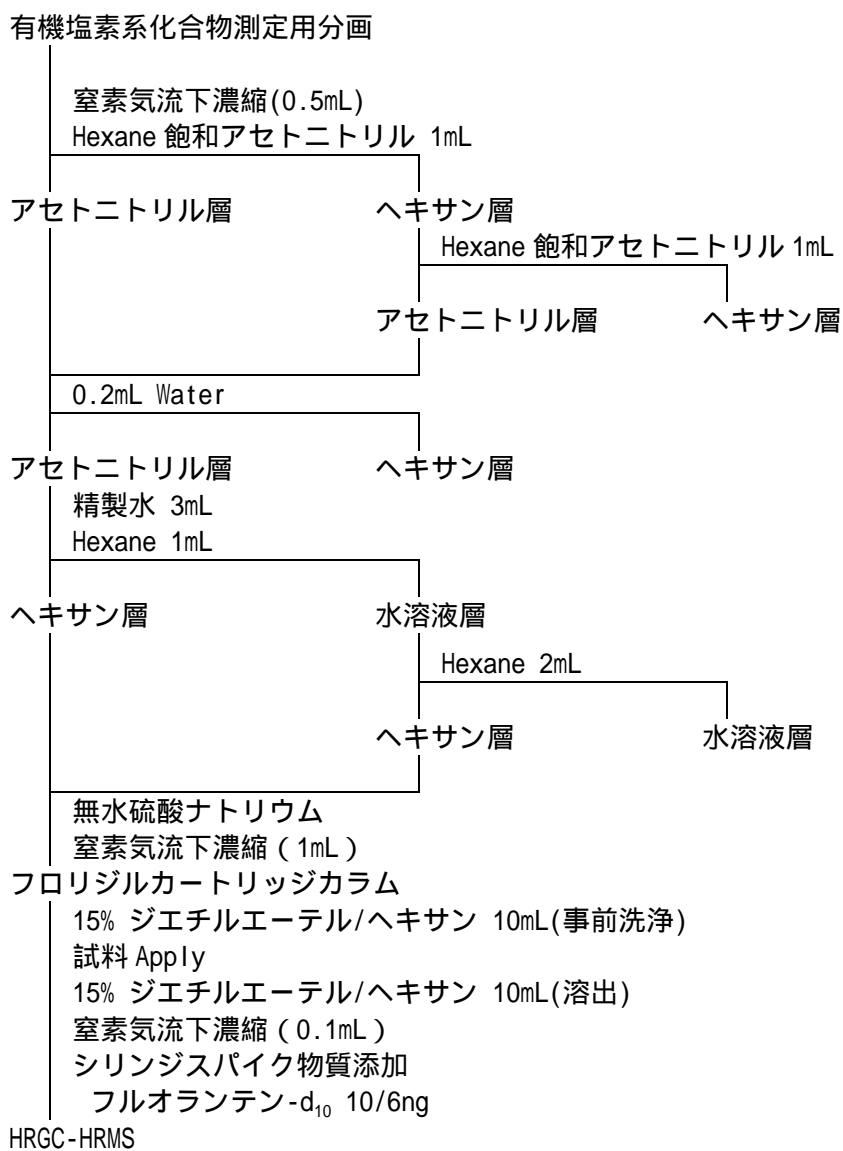 有機塩素系化合物測定用分画
窒素気流下濃縮(0.5mL)
Hexane 飽和アセトニトリル 1mL
アセトニトリル層 ヘキサン層
Hexane 飽和アセトニトリル 1mL
アセトニトリル層 ヘキサン層
0.2mL Water
アセトニトリル層 ヘキサン層
精製水 3mL
Hexane 1mL
ヘキサン層 水溶液層
Hexane 2mL
ヘキサン層 水溶液層
無水硫酸ナトリウム
窒素気流下濃縮（1mL）
フロリジルカートリッジカラム
15% ジエチルエーテル/ヘキサン 10mL(事前洗浄)
試料 Apply
15% ジエチルエーテル/ヘキサン 10mL(溶出)
窒素気流下濃縮（0.1mL）
シリンジスパイク物質添加
フルオランテン-d₁₀ 10/6ng
HRGC-HRMS